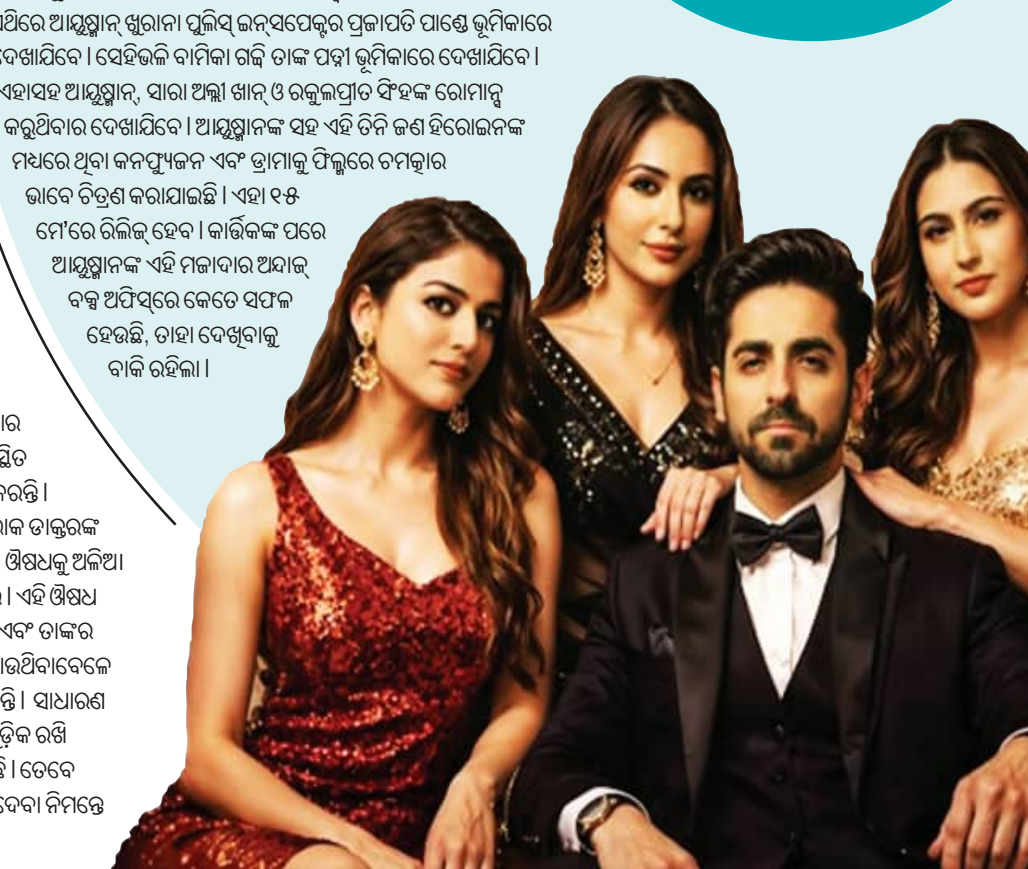 ଏଥିରେ ଆୟୁଷ୍ମାନ୍ ଖୁରାନା ପୁଲିସ୍ ଇନ୍‌ସପେକ୍ଟର ପ୍ରଜାପତି ପାଣ୍ଡେ ଭୂମିକାରେ
ଦେଖାଯିବେ । ସେହିଭଳି ବାମିକା ଗବ୍ବି ତାଙ୍କ ପତ୍ନୀ ଭୂମିକାରେ ଦେଖାଯିବେ ।
ଏହାସହ ଆୟୁଷ୍ମାନ, ସାରା ଅଲ୍ଲୀ ଖାନ୍ ଓ ରକୁଲପ୍ରୀତ ସିଂହଙ୍କ ରୋମାନ୍ସ
କରୁଥିବାର ଦେଖାଯିବେ । ଆୟୁଷ୍ମାନଙ୍କ ସହ ଏହି ତିନି ଜଣ ହିରୋଇନଙ୍କ
ମଧ୍ୟରେ ଥିବା କନଫ୍ୟୁଜନ ଏବଂ ଡ୍ରାମାକୁ ଫିଲ୍ମରେ ଚମତ୍କାର
ଭାବେ ଚିତ୍ରଣ କରାଯାଇଛି । ଏହା ୧୫
ମେ’ରେ ରିଲିଜ୍ ହେବ । କାର୍ତ୍ତିକଙ୍କ ପରେ
ଆୟୁଷ୍ମାନଙ୍କ ଏହି ମଜାଦାର ଅନ୍ଦାଜ୍
ବକ୍ସ ଅଫିସ୍‌ରେ କେତେ ସଫଳ
ହେଉଛି, ତାହା ଦେଖିବାକୁ
ବାକି ରହିଲା ।
ଡାକ୍ତରଙ୍କ
ଔଷଧକୁ ଅଳିଆ
। ଏହି ଔଷଧ
ଏବଂ ତାଙ୍କର
। ସାଧାରଣ
ରଖି
। ତେବେ
ଦେବା ନିମନ୍ତେ